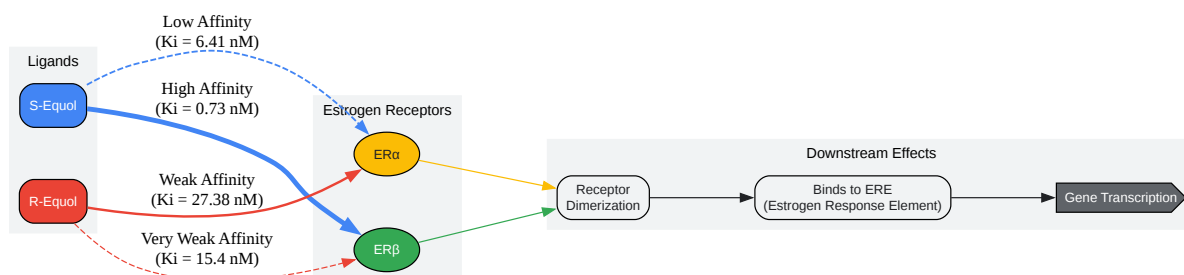 Low Affinity
(Ki = 6.41 nM)
Ligands
S-Equol
High Affinity
(Ki = 0.73 nM)
Estrogen Receptors
ERα
Downstream Effects
R-Equol
Weak Affinity
(Ki = 27.38 nM)
Receptor
Dimerization
Binds to ERE
(Estrogen Response Element)
Gene Transcription
Very Weak Affinity
(Ki = 15.4 nM)
ERβ